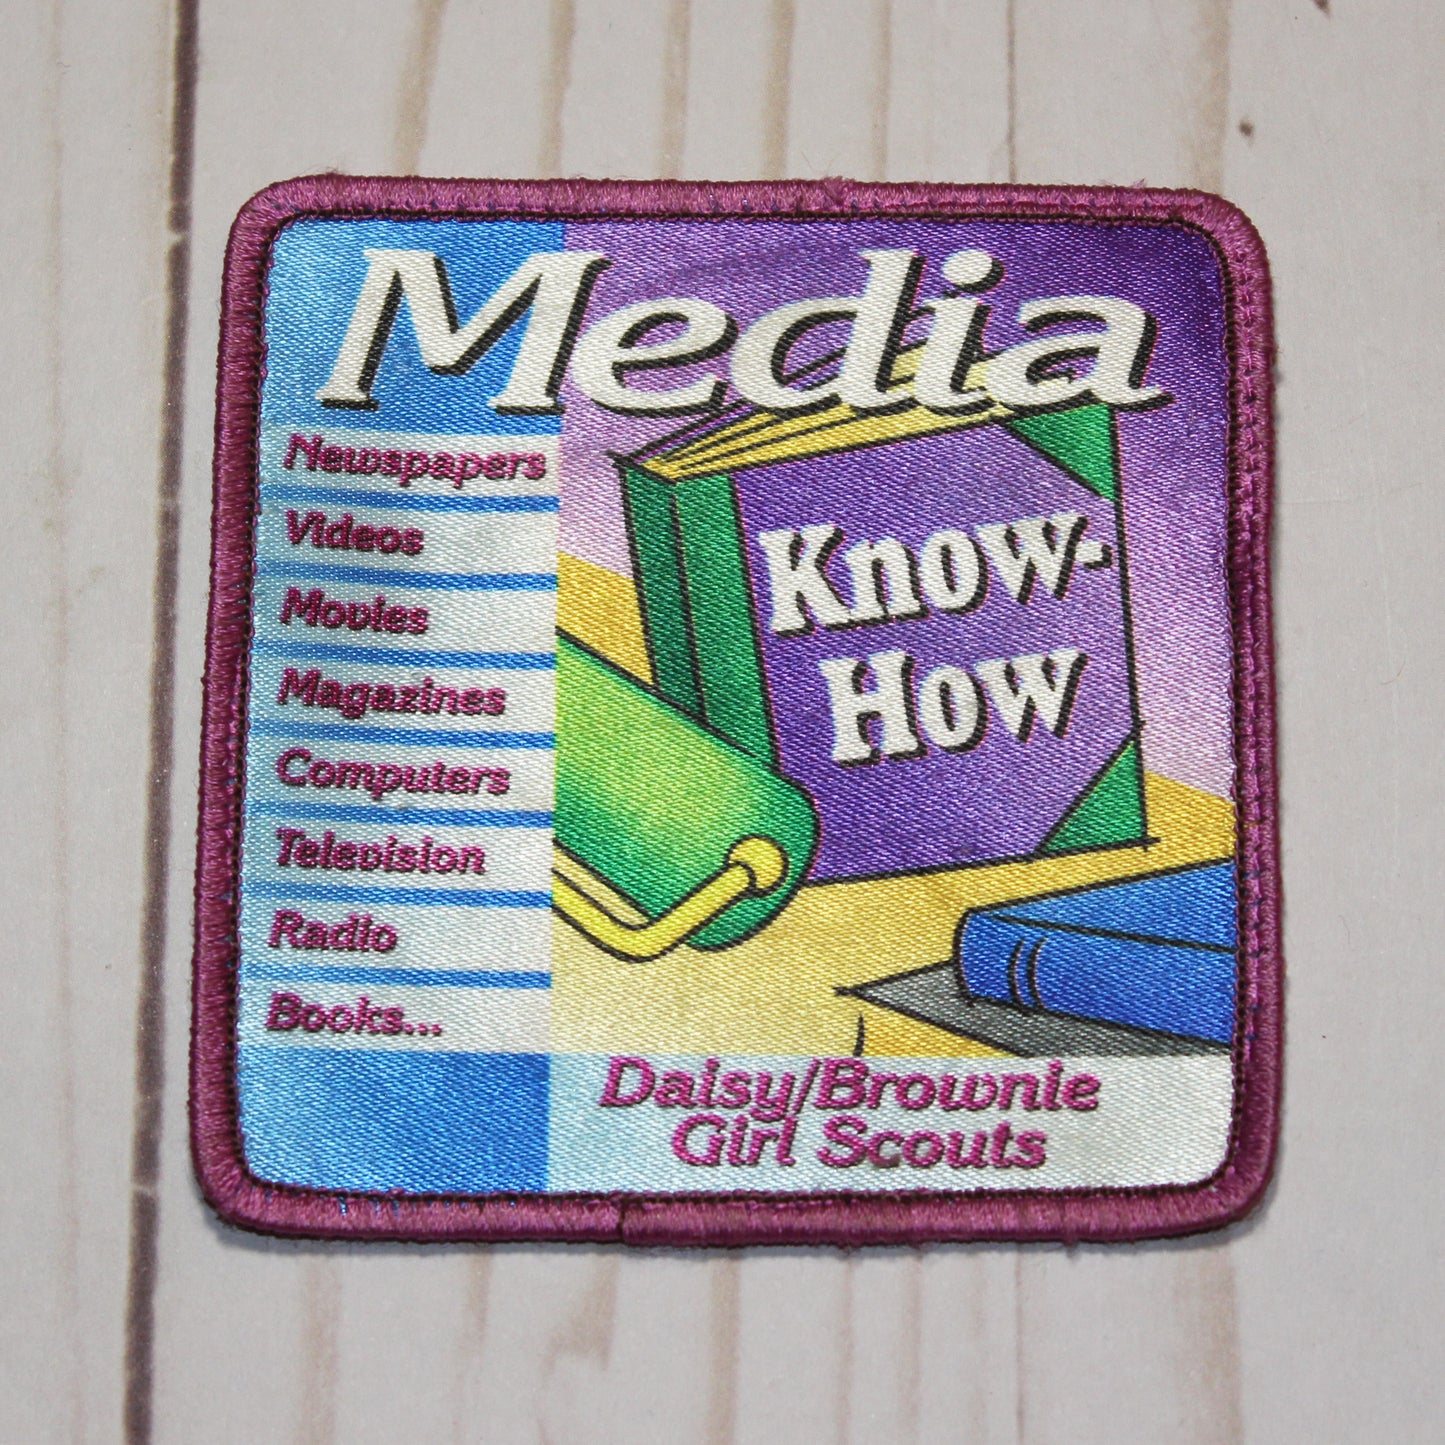 Media
Newspapers
Videos
Movies
Magazines
Computers
Television
Radio
Books...
Know-
How
Daisy/Brownie
Girl Scouts